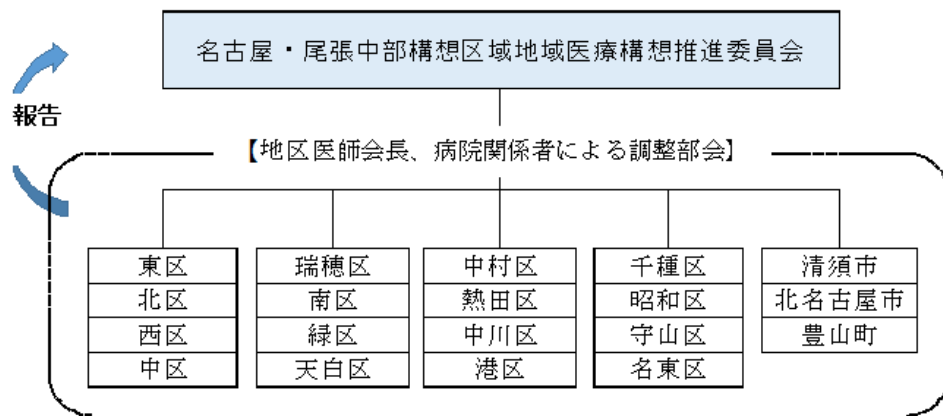 名古屋・尾張中部構想区域地域医療構想推進委員会
報告
【地区医師会長、病院関係者による調整部会】
東区
北区
西区
中区
瑞穂区
南区
緑区
天白区
中村区
熱田区
中川区
港区
千種区
昭和区
守山区
名東区
清須市
北名古屋市
豊山町